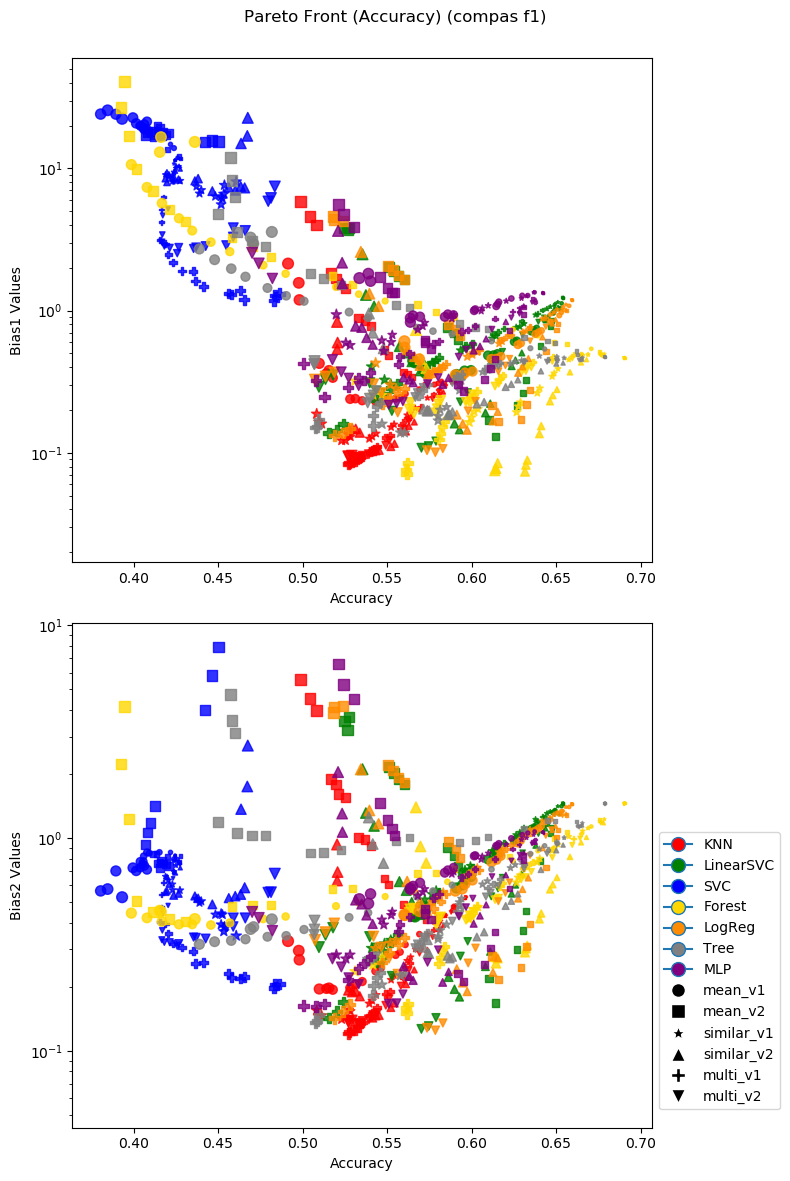 Pareto Front (Accuracy) (compas f1)
Bias1 Values
10¹
10⁰
10⁻¹
0.40 0.45 0.50 0.55 0.60 0.65 0.70
Accuracy
Bias2 Values
10¹
10⁰
10⁻¹
0.40 0.45 0.50 0.55 0.60 0.65 0.70
Accuracy
KNN
LinearSVC
SVC
Forest
LogReg
Tree
MLP
mean_v1
mean_v2
similar_v1
similar_v2
multi_v1
multi_v2